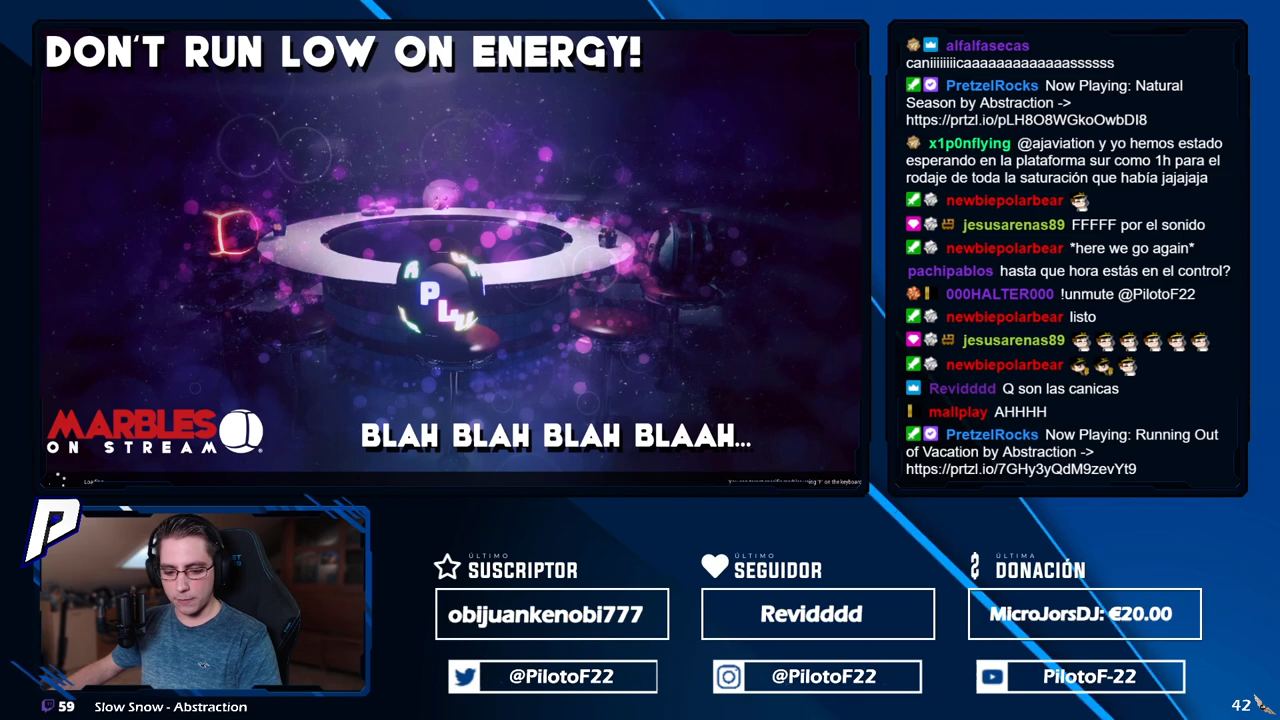 DON'T RUN LOW ON ENERGY!
PLAY
MARBLES
ON STREAM
BLAH BLAH BLAH BLAAH...
alfalfasecas
caniiiiiiiicaaaaaaaaaaaaassssss
PretzelRocks Now Playing: Natural
Season by Abstraction ->
https://prtzl.io/pLH8O8WGkoOwbDI8
x1p0nflying @ajaviation y yo hemos estado
esperando en la plataforma sur como 1h para el
rodaje de toda la saturación que había jajajaja
newbiepolarbear
jesusarenas89 FFFFF por el sonido
newbiepolarbear *here we go again*
pachipablos hasta que hora estás en el control?
000HALTER000 !unmute @PilotoF22
newbiepolarbear listo
jesusarenas89
newbiepolarbear
Revidddd Q son las canicas
mallplay AHHHH
PretzelRocks Now Playing: Running Out
of Vacation by Abstraction ->
https://prtzl.io/7GHy3yQdM9zevYt9
P
ÚLTIMO
SUSCRIPTOR
obijuankenobi777
ÚLTIMO
SEGUIDOR
Revidddd
ÚLTIMA
DONACIÓN
MicroJorsDJ: €20.00
@PilotoF22
@PilotoF22
PilotoF-22
59 Slow Snow - Abstraction
42